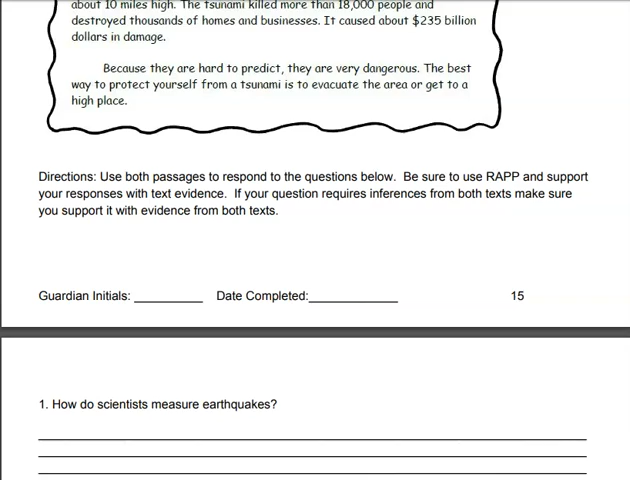 about 10 miles high. The tsunami killed more than 18,000 people and
destroyed thousands of homes and businesses. It caused about $235 billion
dollars in damage.
Because they are hard to predict, they are very dangerous. The best
way to protect yourself from a tsunami is to evacuate the area or get to a
high place.
Directions: Use both passages to respond to the questions below. Be sure to use RAPP and support
your responses with text evidence. If your question requires inferences from both texts make sure
you support it with evidence from both texts.
Guardian Initials: __________ Date Completed:_____________ 15
1. How do scientists measure earthquakes?